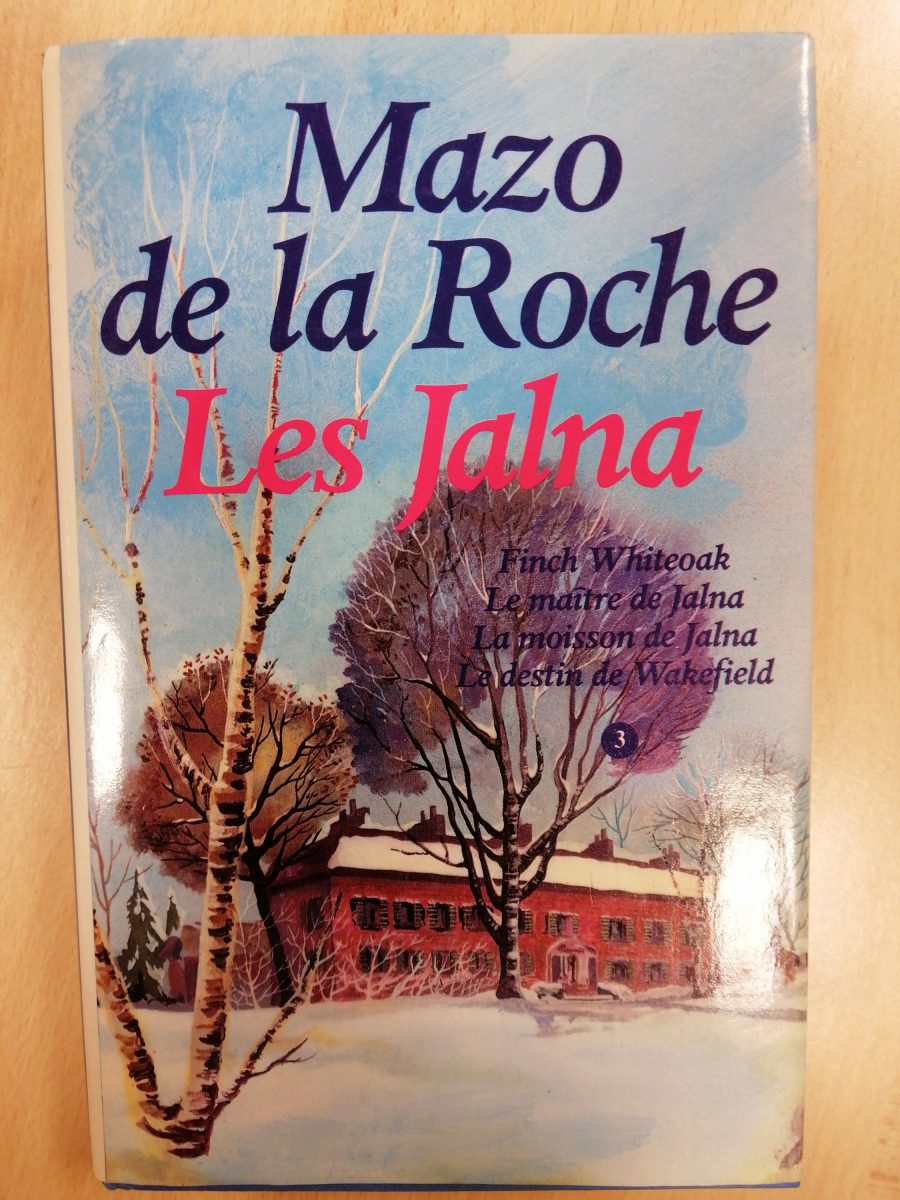 Mazo
de la Roche
Les Jalna
Finch Whiteoak
Le maître de Jalna
La moisson de Jalna
Le destin de Wakefield
3